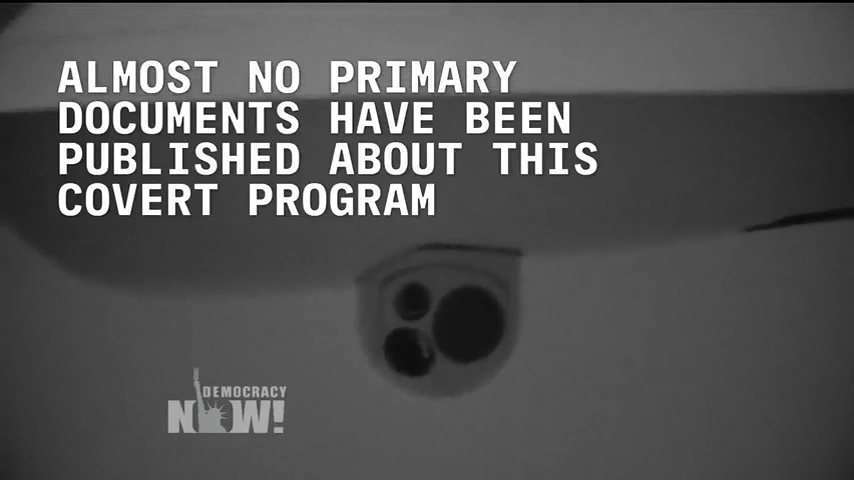 ALMOST NO PRIMARY
DOCUMENTS HAVE BEEN
PUBLISHED ABOUT THIS
COVERT PROGRAM
DEMOCRACY
NOW!